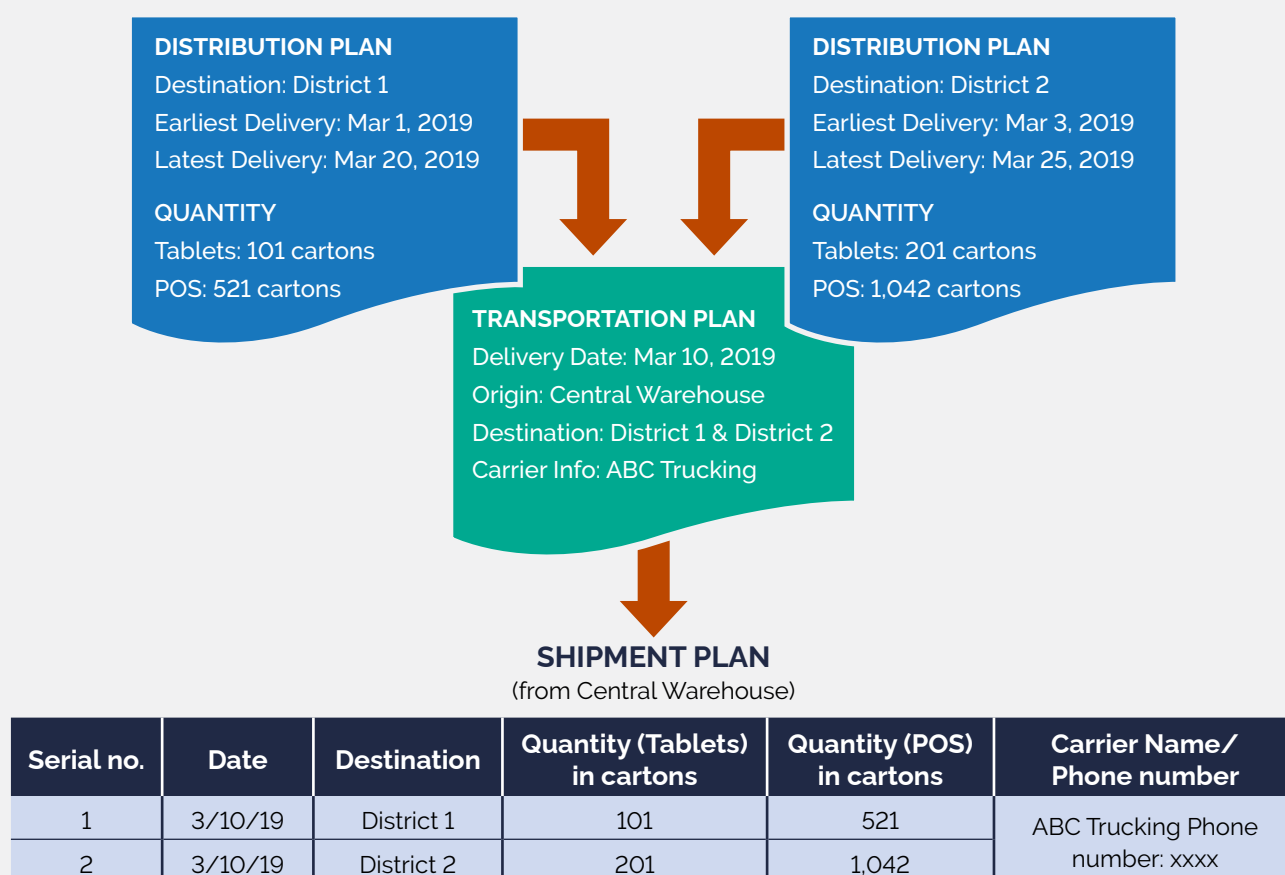 DISTRIBUTION PLAN
Destination: District 1
Earliest Delivery: Mar 1, 2019
Latest Delivery: Mar 20, 2019
QUANTITY
Tablets: 101 cartons
POS: 521 cartons
DISTRIBUTION PLAN
Destination: District 2
Earliest Delivery: Mar 3, 2019
Latest Delivery: Mar 25, 2019
QUANTITY
Tablets: 201 cartons
POS: 1,042 cartons
TRANSPORTATION PLAN
Delivery Date: Mar 10, 2019
Origin: Central Warehouse
Destination: District 1 & District 2
Carrier Info: ABC Trucking
SHIPMENT PLAN
(from Central Warehouse)
Serial no. Date Destination Quantity (Tablets) in cartons Quantity (POS) in cartons Carrier Name/ Phone number
1 3/10/19 District 1 101 521 ABC Trucking Phone
2 3/10/19 District 2 201 1,042 number: xxxx